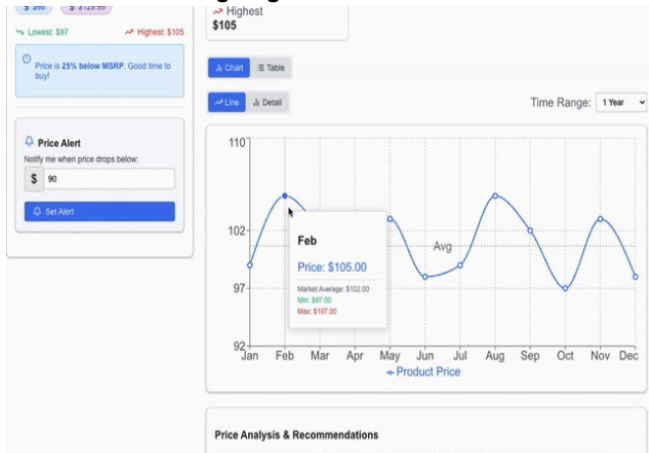 $ $98 $ $129.99
Lowest: $97 Highest: $105
Price is 25% below MSRP. Good time to
buy!
Price Alert
Notify me when price drops below:
$ 90
Set Alert
Highest
$105
Chart Table
Line Detail
Time Range: 1 Year
110
102
97
92
Avg
Feb
Price: $105.00
Market Average: $102.00
Min: $97.00
Max: $107.00
Jan Feb Mar Apr May Jun Jul Aug Sep Oct Nov Dec
Product Price
Price Analysis & Recommendations